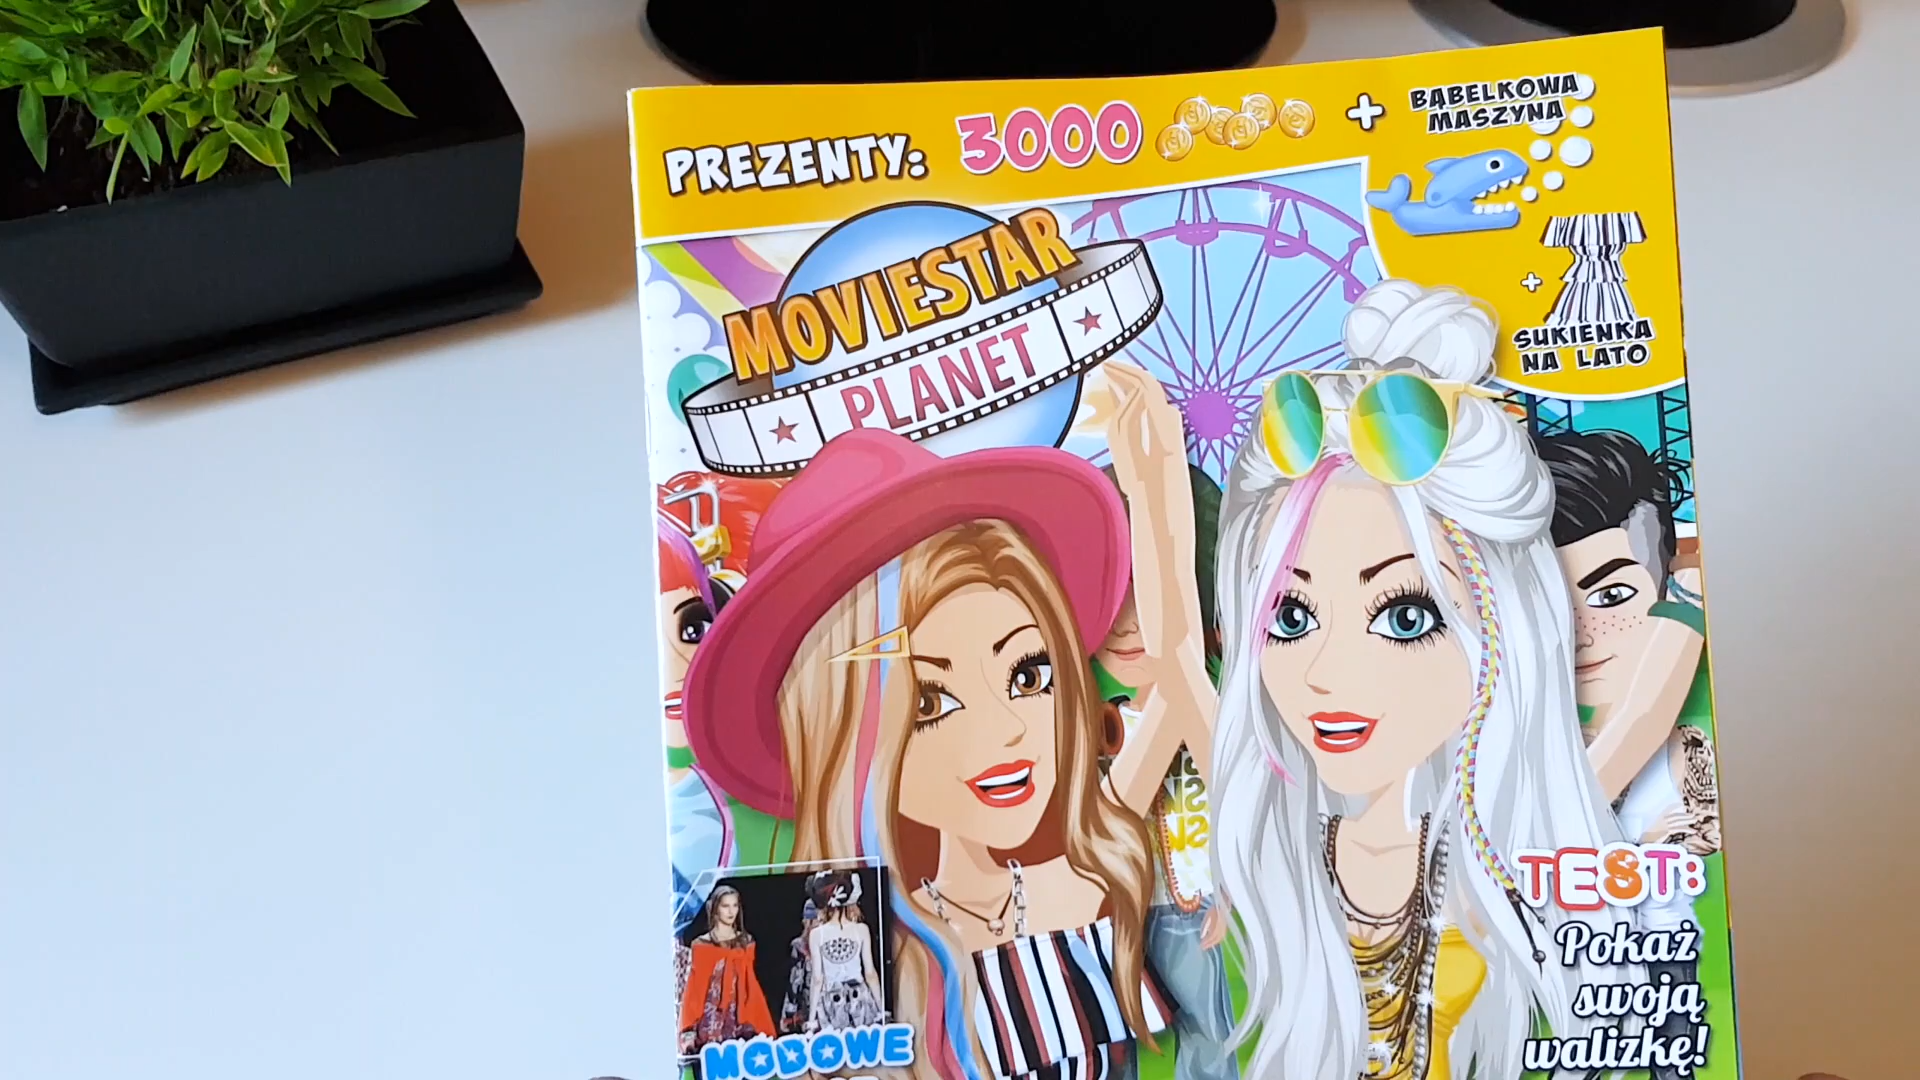 PREZENTY: 3000 + BĄBELKOWA
MASZYNA
+
SUKIENKA
NA LATO
MOVIESTAR
PLANET
TEST:
Pokaż
swoją
walizkę!
MODOWE